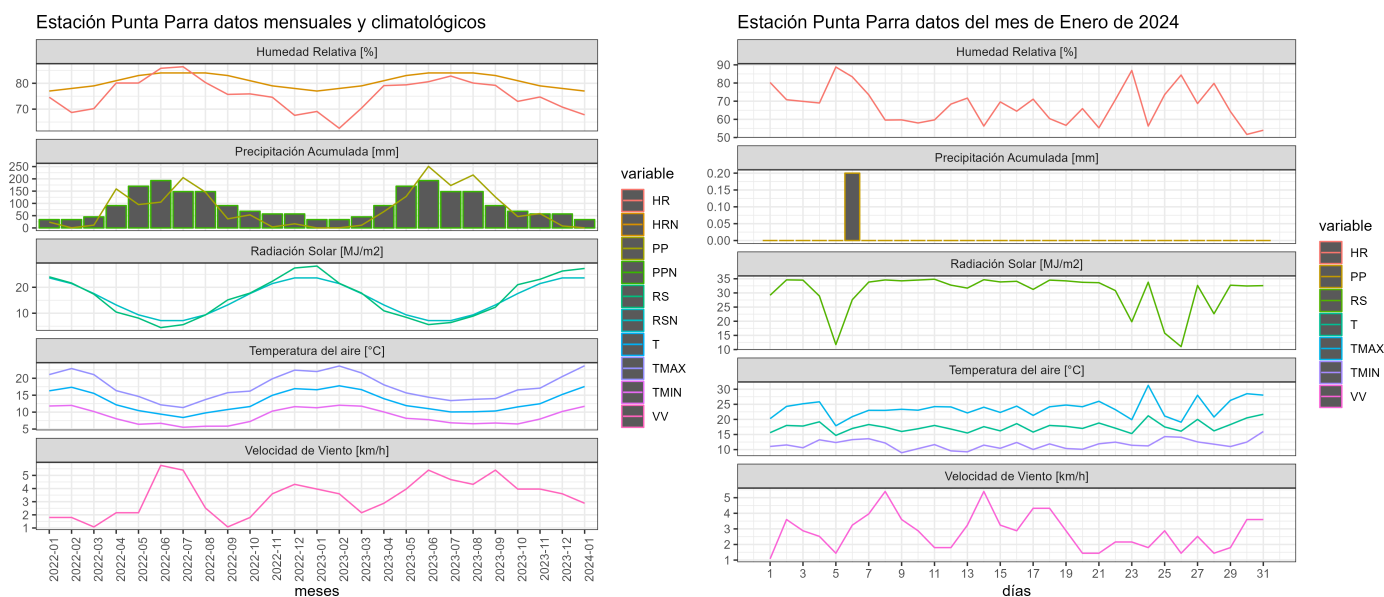 Estación Punta Parra datos mensuales y climatológicos
Humedad Relativa [%]
80
70
Precipitación Acumulada [mm]
250
200
150
100
50
0
Radiación Solar [MJ/m2]
20
10
Temperatura del aire [°C]
20
15
10
5
Velocidad de Viento [km/h]
5
4
3
2
1
2022-01
2022-02
2022-03
2022-04
2022-05
2022-06
2022-07
2022-08
2022-09
2022-10
2022-11
2022-12
2023-01
2023-02
2023-03
2023-04
2023-05
2023-06
2023-07
2023-08
2023-09
2023-10
2023-11
2023-12
2024-01
meses
variable
HR
HRN
PP
PPN
RS
RSN
T
TMAX
TMIN
VV
Estación Punta Parra datos del mes de Enero de 2024
Humedad Relativa [%]
90
80
70
60
50
Precipitación Acumulada [mm]
0.20
0.15
0.10
0.05
0.00
Radiación Solar [MJ/m2]
35
30
25
20
15
10
Temperatura del aire [°C]
30
25
20
15
10
Velocidad de Viento [km/h]
5
4
3
2
1
1 3 5 7 9 11 13 15 17 19 21 23 25 27 29 31
días
variable
HR
PP
RS
T
TMAX
TMIN
VV